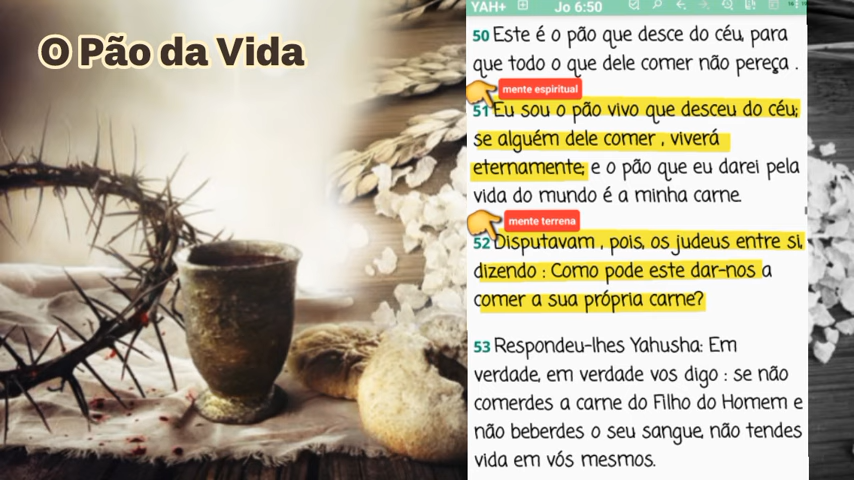 O Pão da Vida
YAH+
Jo 6:50
50 Este é o pão que desce do céu, para
que todo o que dele comer não pereça .
mente espiritual
51 Eu sou o pão vivo que desceu do céu;
se alguém dele comer , viverá
eternamente; e o pão que eu darei pela
vida do mundo é a minha carne.
mente terrena
52 Disputavam , pois, os judeus entre si,
dizendo : Como pode este dar-nos a
comer a sua própria carne?
53 Respondeu-lhes Yahusha: Em
verdade, em verdade vos digo : se não
comerdes a carne do Filho do Homem e
não beberdes o seu sangue, não tendes
vida em vós mesmos.